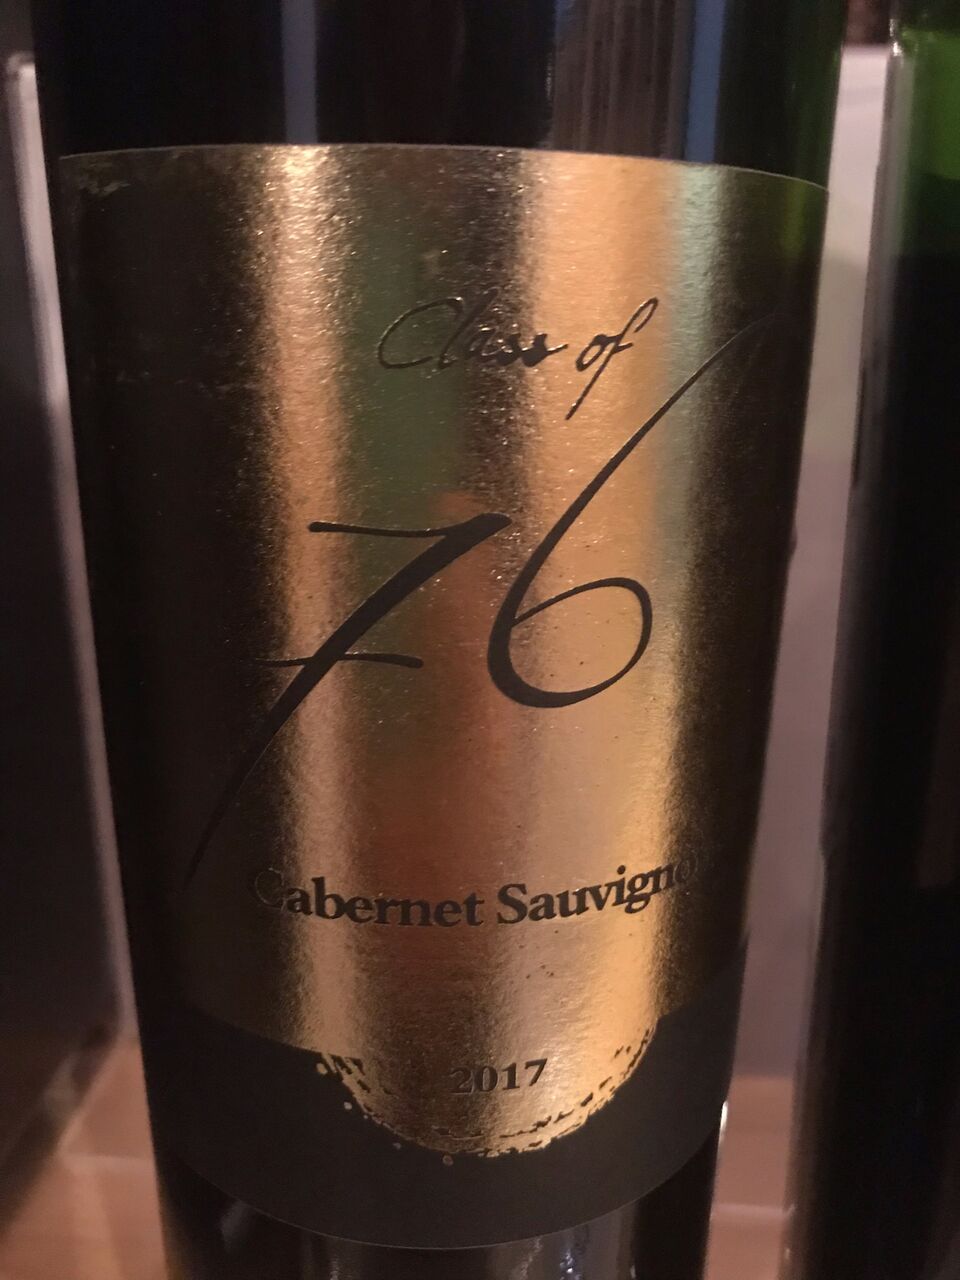 Class of
76
Cabernet Sauvignon
2017